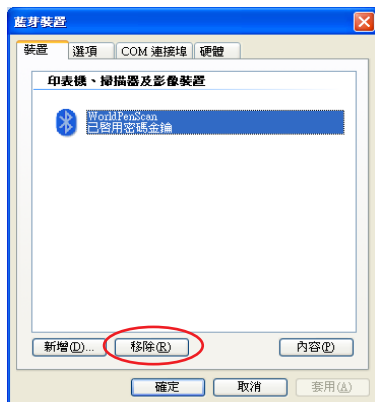 藍芽裝置
裝置 選項 COM 連接埠 硬體
印表機、掃描器及影像裝置
WorldPenScan
已啓用密碼金鑰
新增(D)... 移除(R) 內容(P)
確定 取消 套用(A)